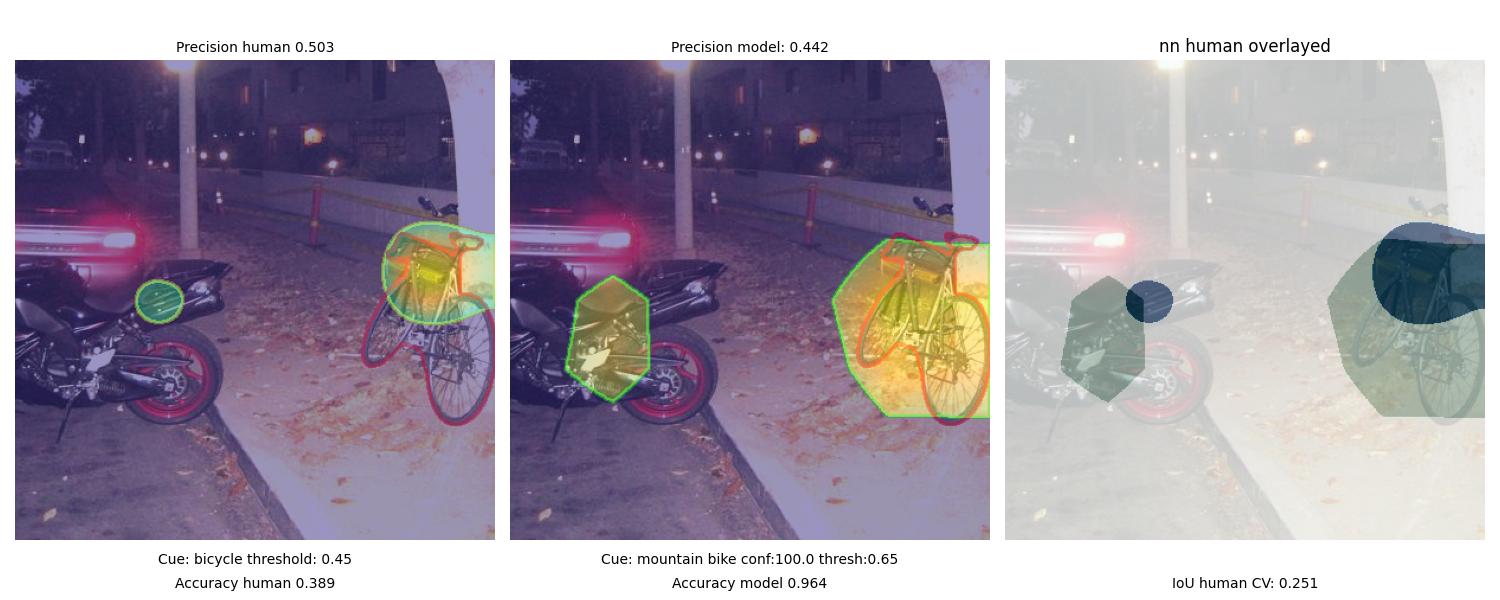 Precision human 0.503
Precision model: 0.442
nn human overlayed
Cue: bicycle threshold: 0.45
Cue: mountain bike conf:100.0 thresh:0.65
Accuracy human 0.389
Accuracy model 0.964
IoU human CV: 0.251